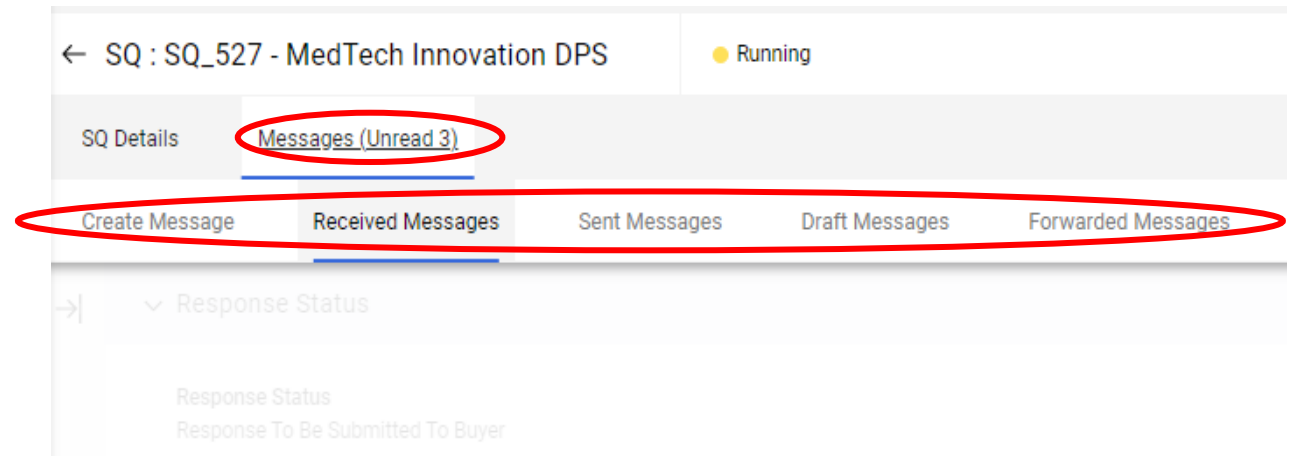 ← SQ : SQ_527 - MedTech Innovation DPS Running
SQ Details Messages (Unread 3)
Create Message Received Messages Sent Messages Draft Messages Forwarded Messages
Response Status
Response Status
Response To Be Submitted To Buyer